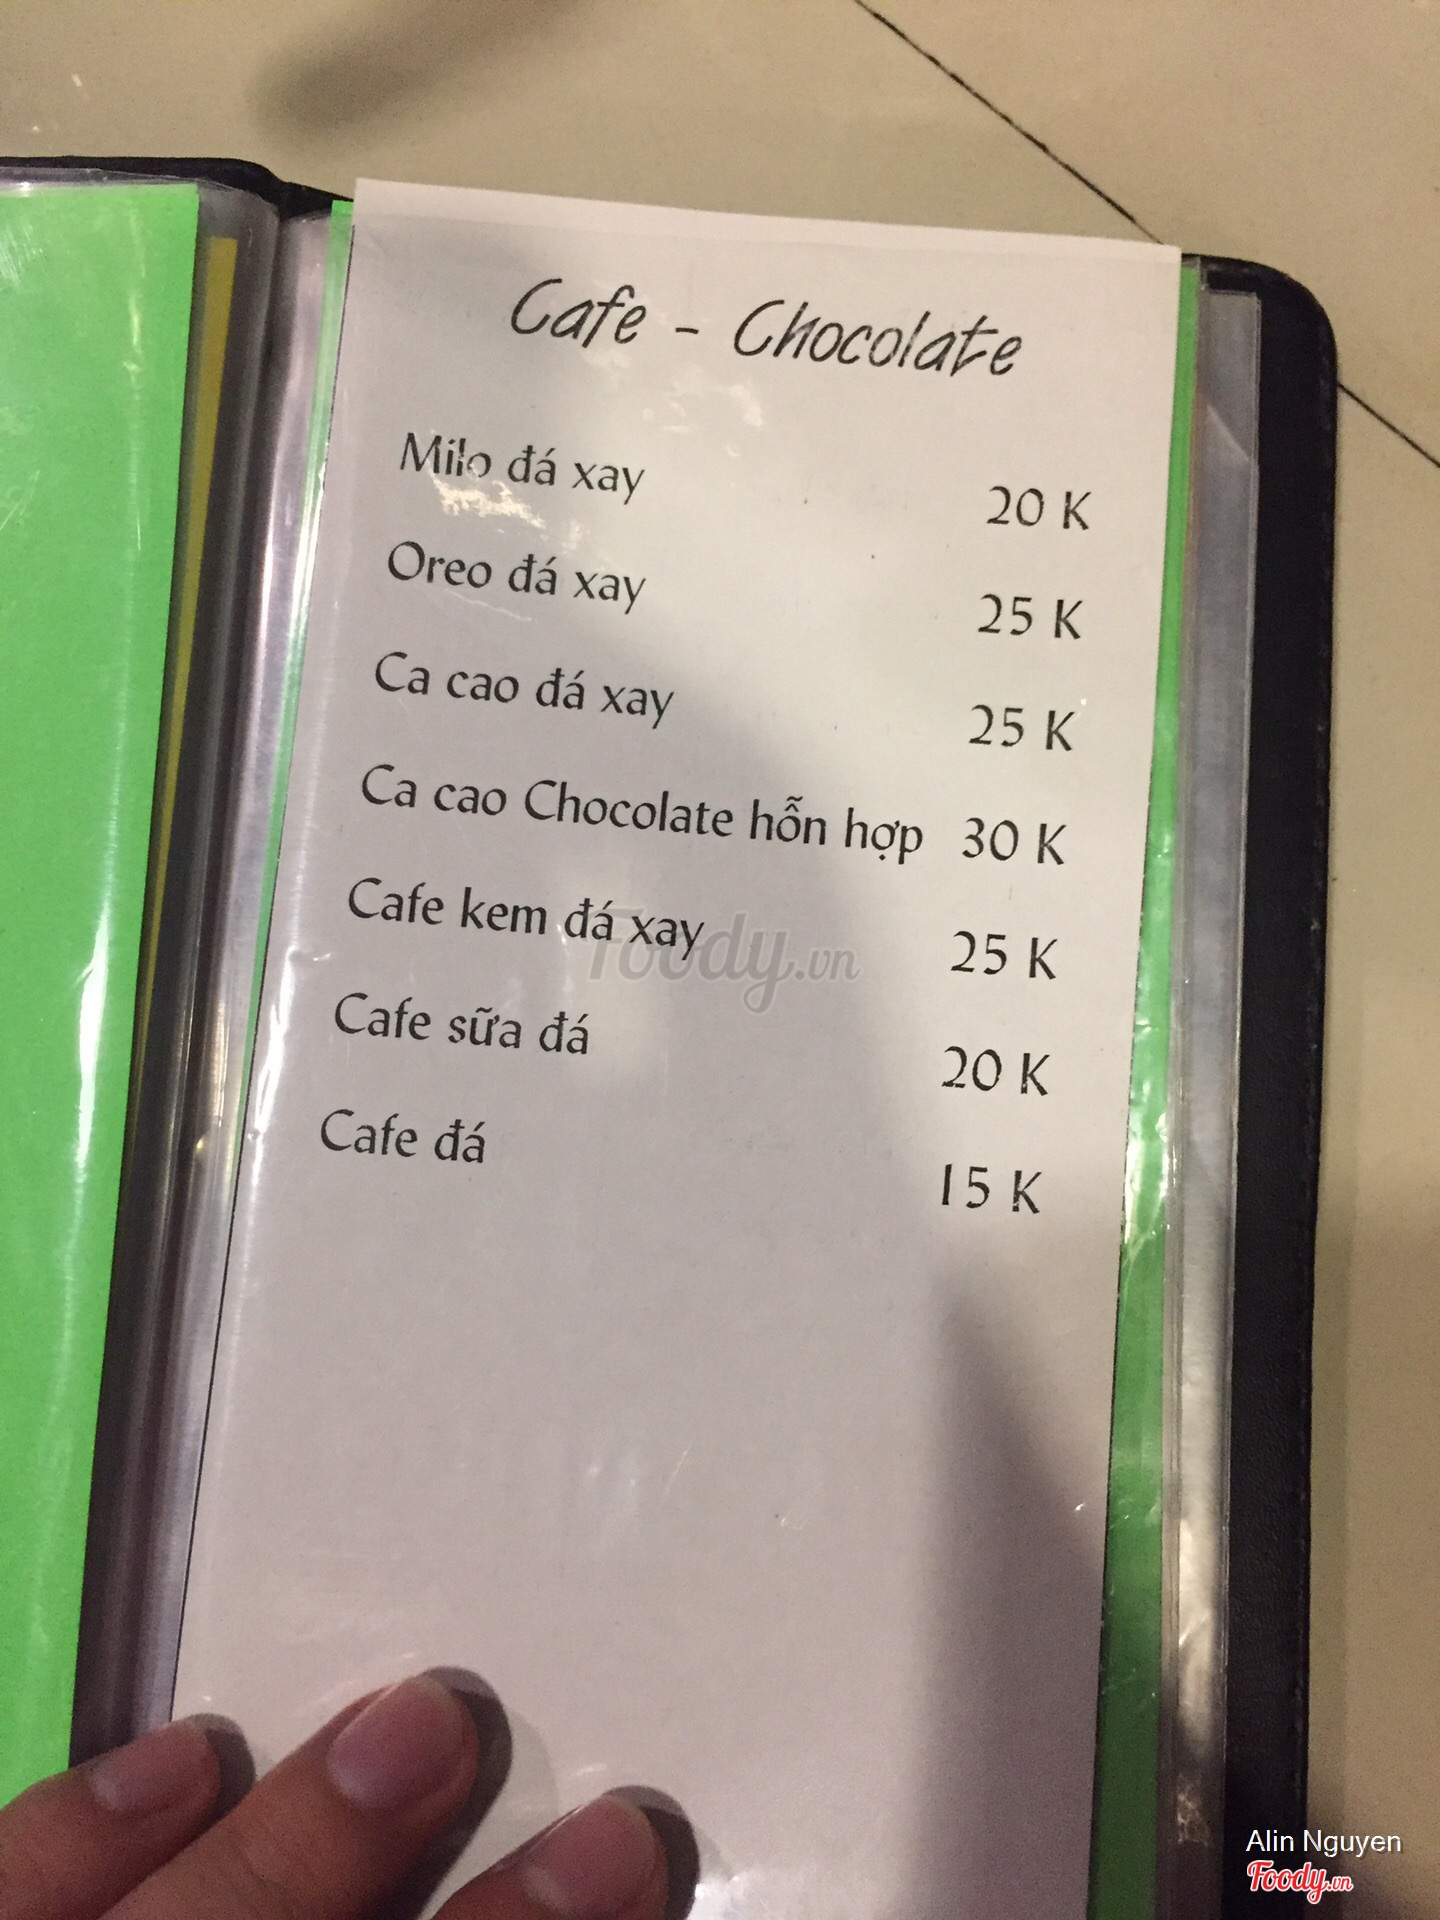 Cafe - Chocolate
Milo đá xay 20 K
Oreo đá xay 25 K
Ca cao đá xay 25 K
Ca cao Chocolate hỗn hợp 30 K
Cafe kem đá xay 25 K
Cafe sữa đá 20 K
Cafe đá 15 K
Foody.vn
Alin Nguyen
Foody.vn